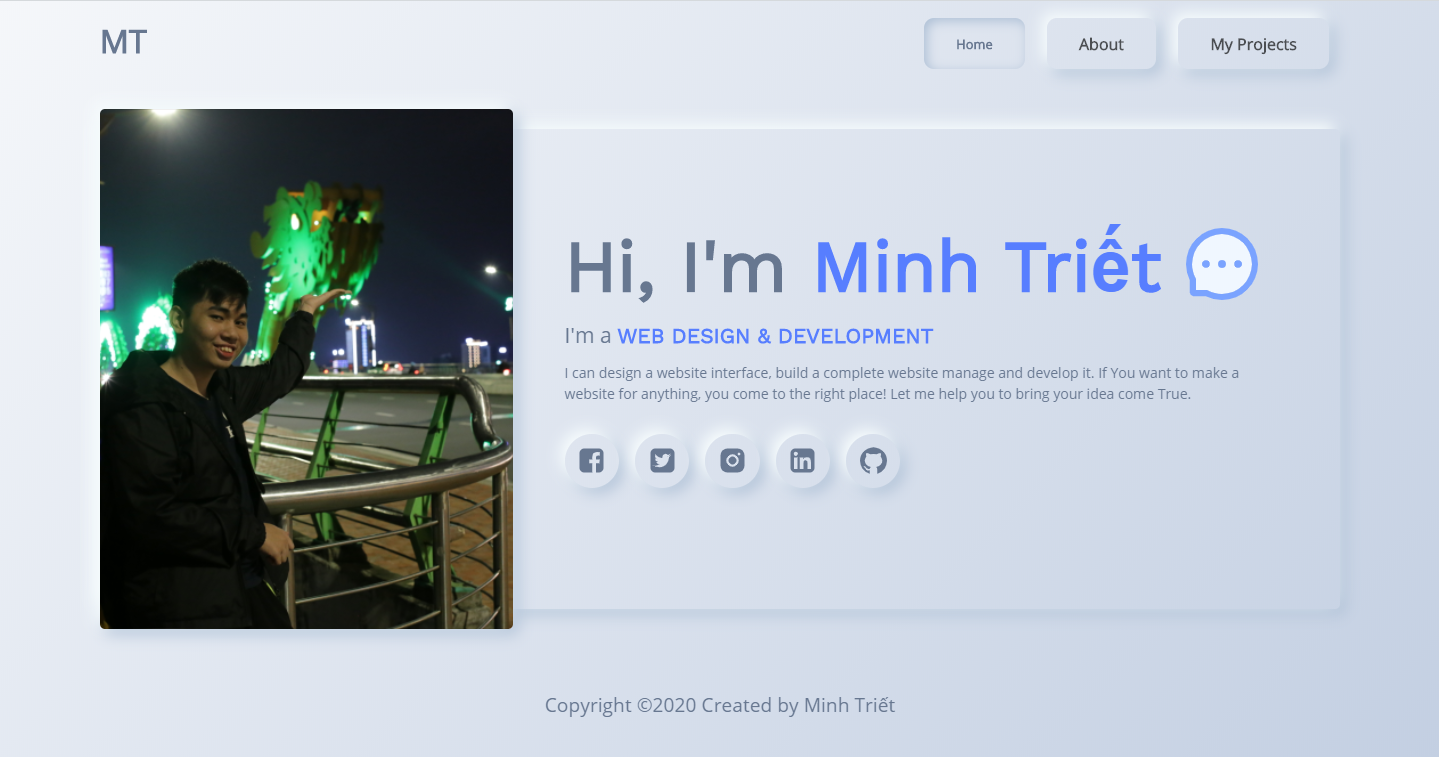 MT
Home
About
My Projects
Hi, I'm Minh Triết
I'm a WEB DESIGN & DEVELOPMENT
I can design a website interface, build a complete website manage and develop it. If You want to make a
website for anything, you come to the right place! Let me help you to bring your idea come True.
Copyright ©2020 Created by Minh Triết